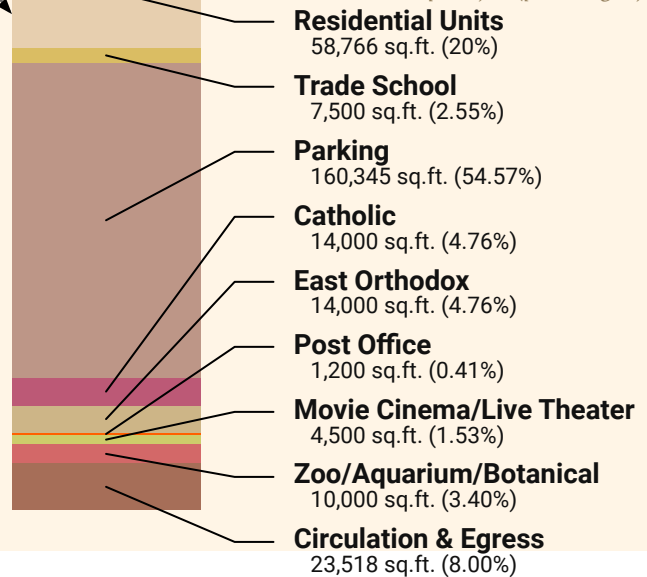 Residential Units
58,766 sq.ft. (20%)
Trade School
7,500 sq.ft. (2.55%)
Parking
160,345 sq.ft. (54.57%)
Catholic
14,000 sq.ft. (4.76%)
East Orthodox
14,000 sq.ft. (4.76%)
Post Office
1,200 sq.ft. (0.41%)
Movie Cinema/Live Theater
4,500 sq.ft. (1.53%)
Zoo/Aquarium/Botanical
10,000 sq.ft. (3.40%)
Circulation & Egress
23,518 sq.ft. (8.00%)